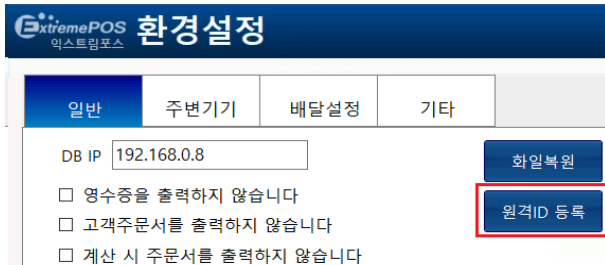 ExtremePOS
익스트림포스
환경설정
일반 주변기기 배달설정 기타
DB IP 192.168.0.8
화일복원
□ 영수증을 출력하지 않습니다
원격ID 등록
□ 고객주문서를 출력하지 않습니다
□ 계산 시 주문서를 출력하지 않습니다